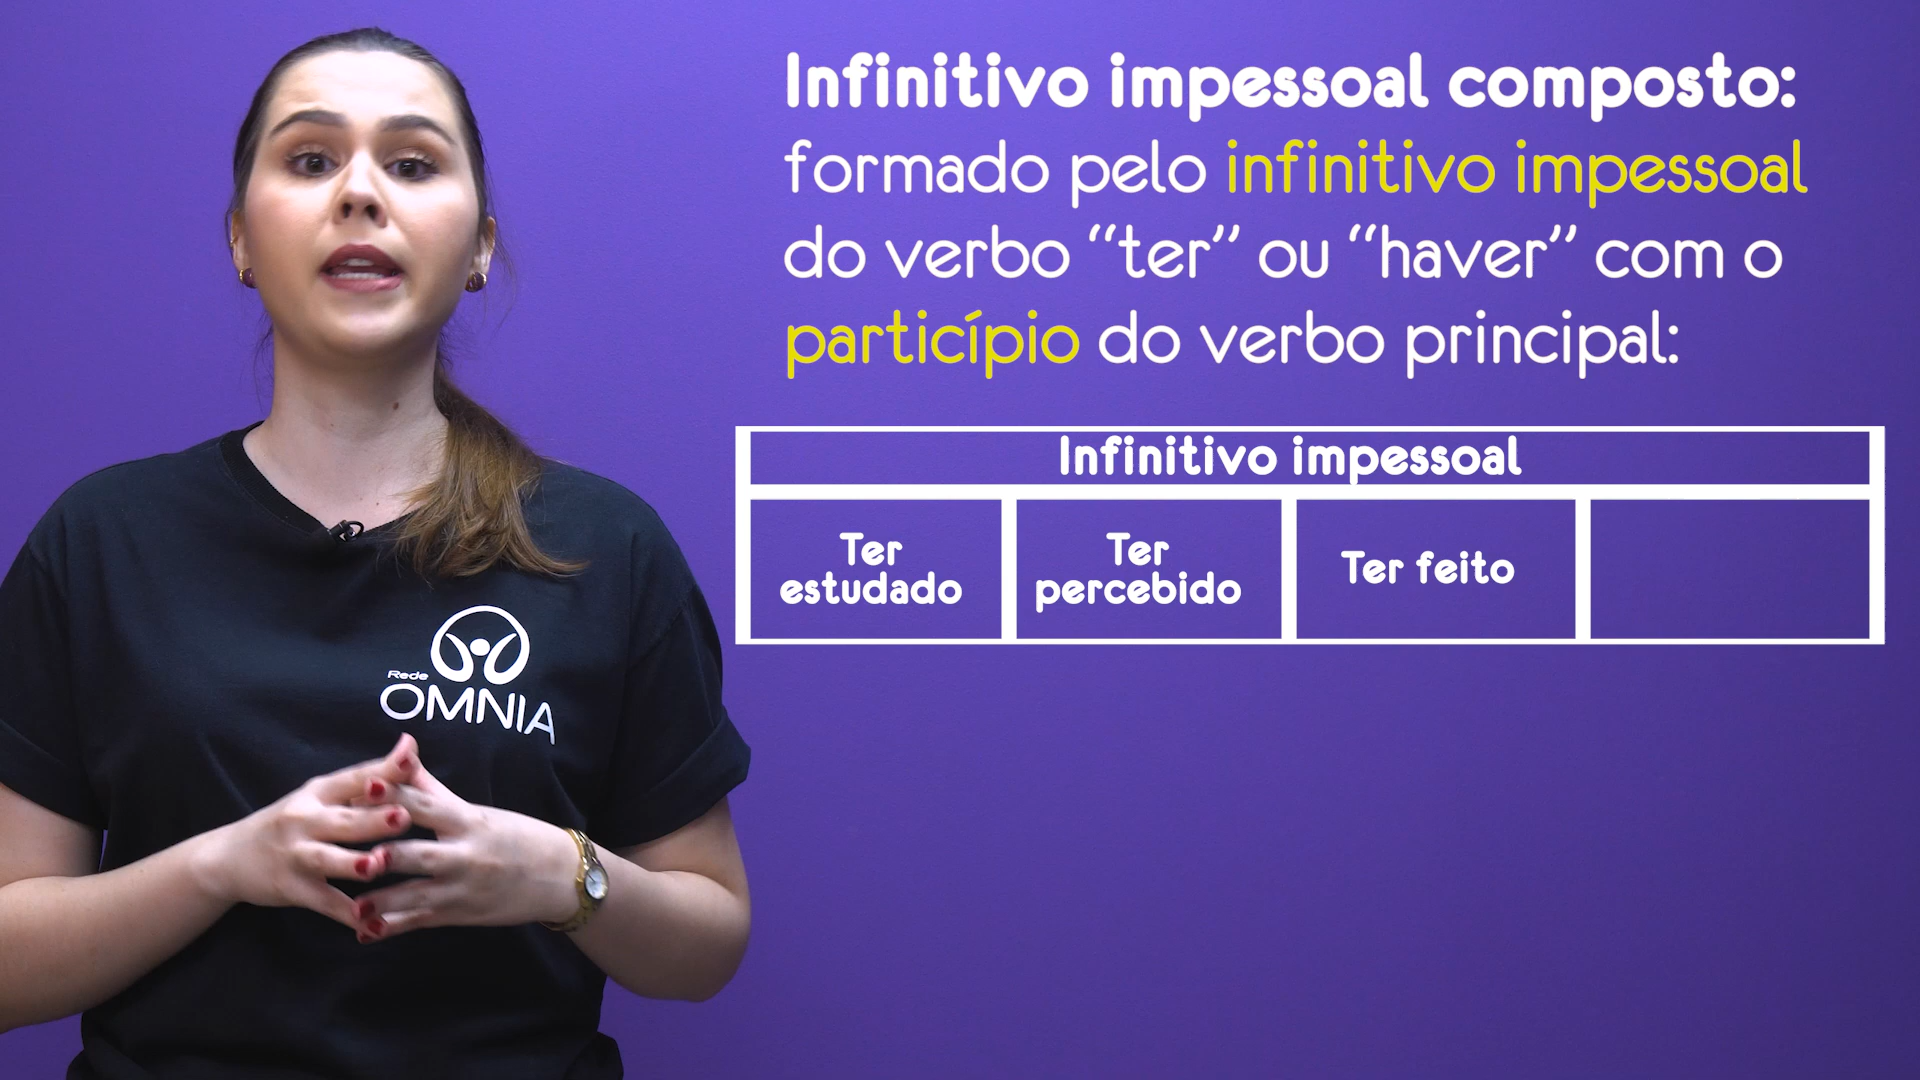 Infinitivo impessoal composto:
formado pelo infinitivo impessoal
do verbo “ter” ou “haver” com o
particípio do verbo principal:
Infinitivo impessoal
Ter
estudado
Ter
percebido
Ter feito
Rede
OMNIA